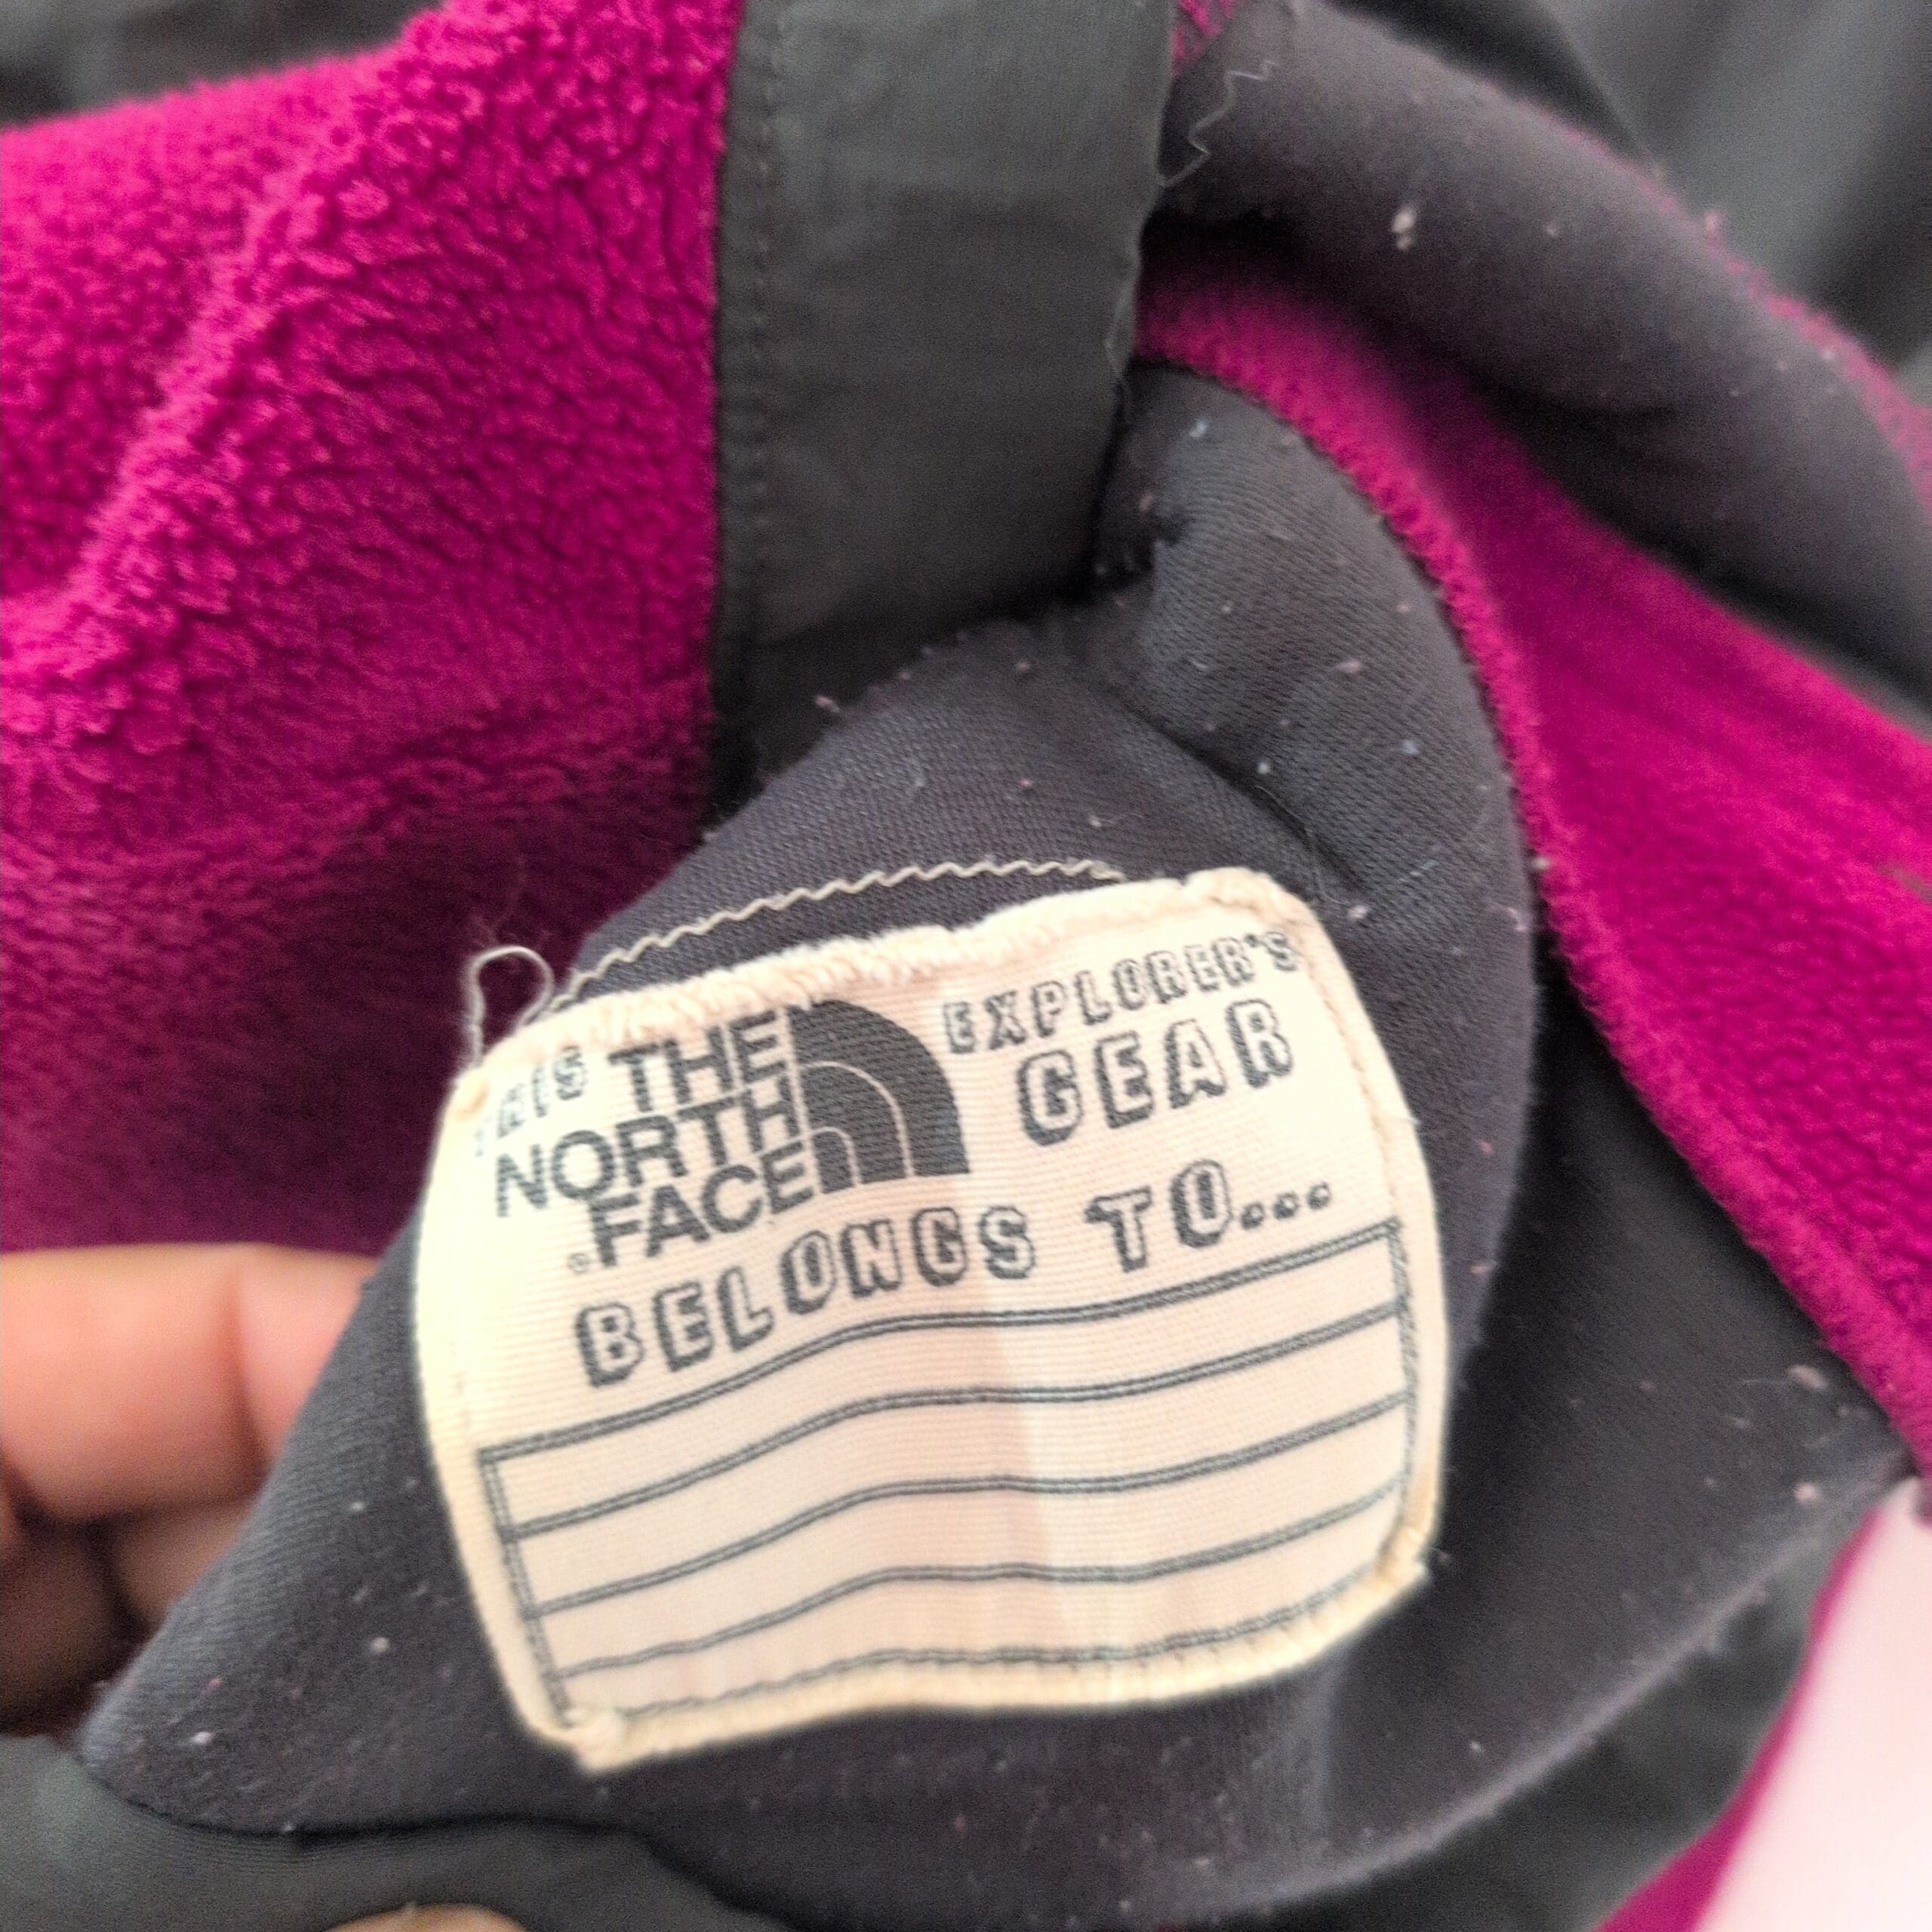 THIS THE NORTH FACE EXPLORER'S GEAR
BELONGS TO...